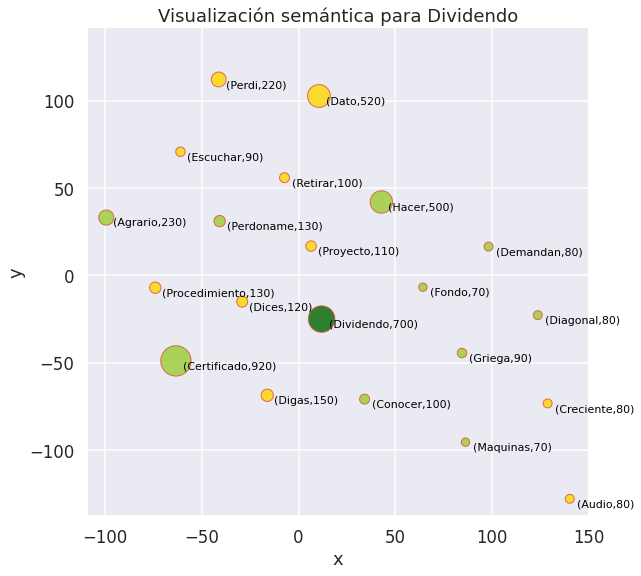 Visualización semántica para Dividendo
(Perdi,220)
(Dato,520)
100
(Escuchar,90)
(Retirar,100)
50
(Hacer,500)
(Agrario,230)
(Perdoname,130)
(Proyecto,110)
(Demandan,80)
y
0
(Procedimiento,130)
(Fondo,70)
(Dices,120)
(Dividendo,700)
(Diagonal,80)
−50
(Griega,90)
(Certificado,920)
(Digas,150)
(Conocer,100)
(Creciente,80)
−100
(Maquinas,70)
(Audio,80)
−100 −50 0 50 100 150
x